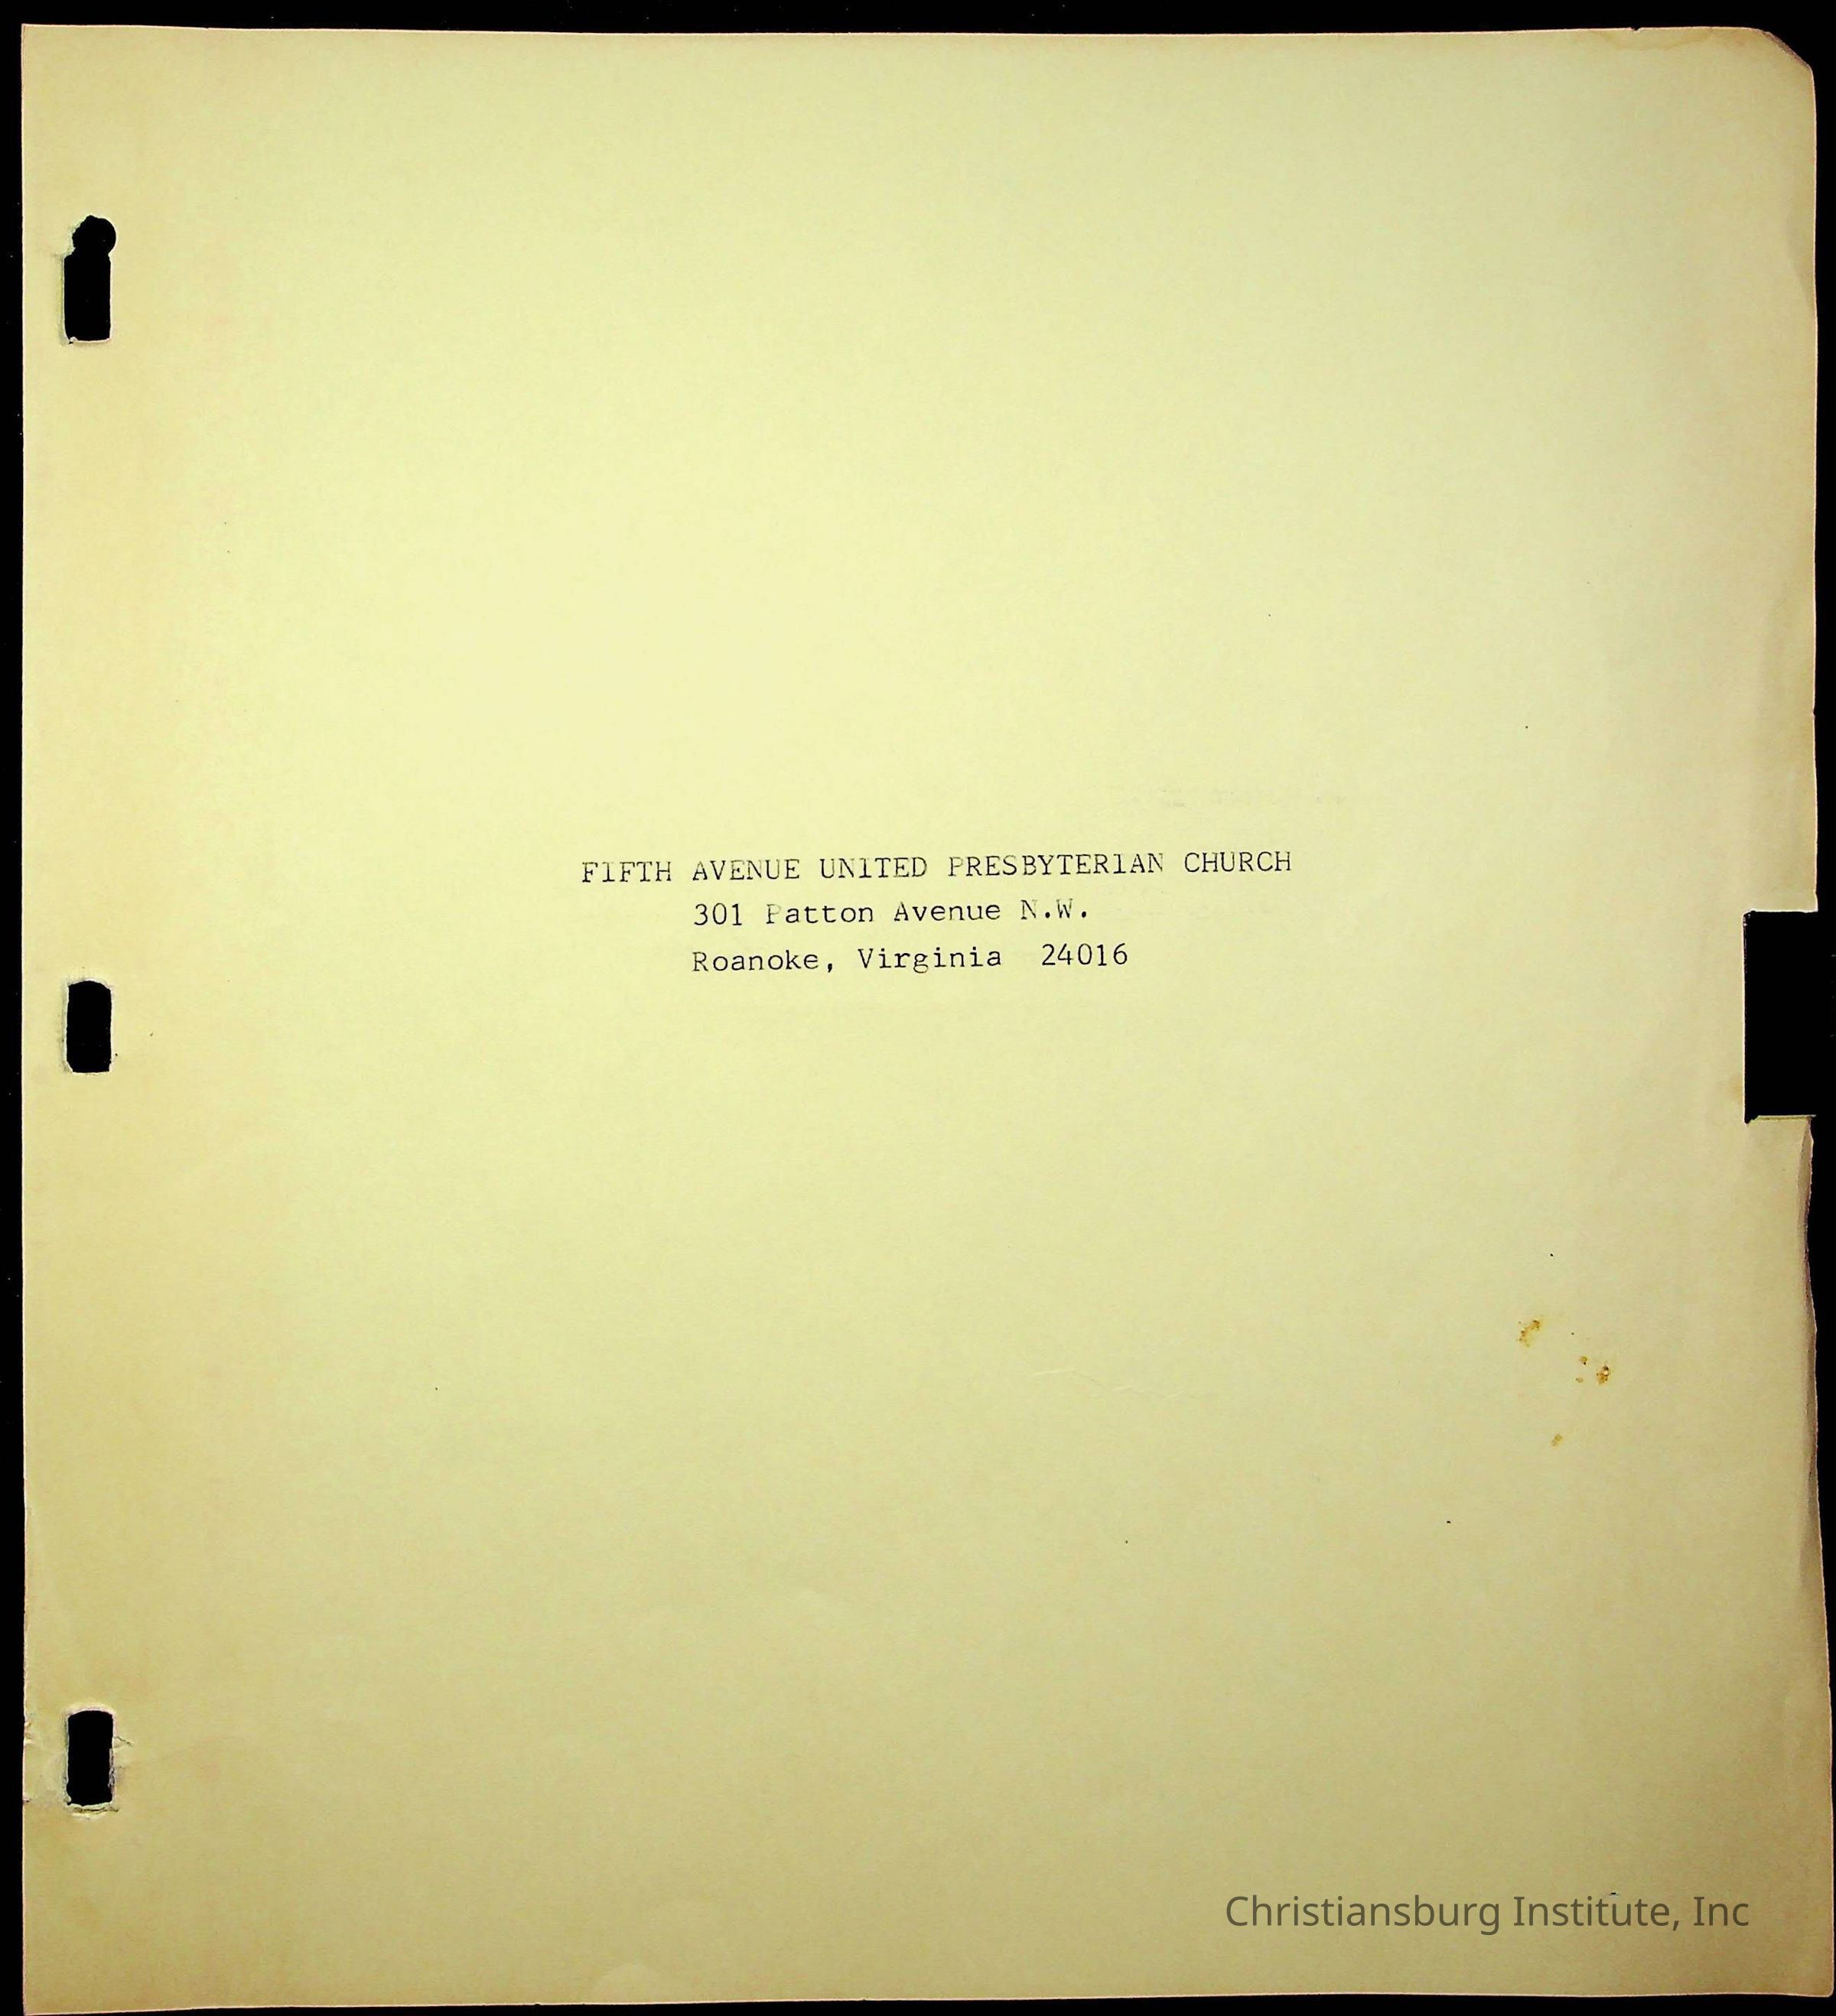 FIFTH AVENUE UNITED PRESBYTERIAN CHURCH
301 Patton Avenue N.W.
Roanoke, Virginia  24016
Christiansburg Institute, Inc